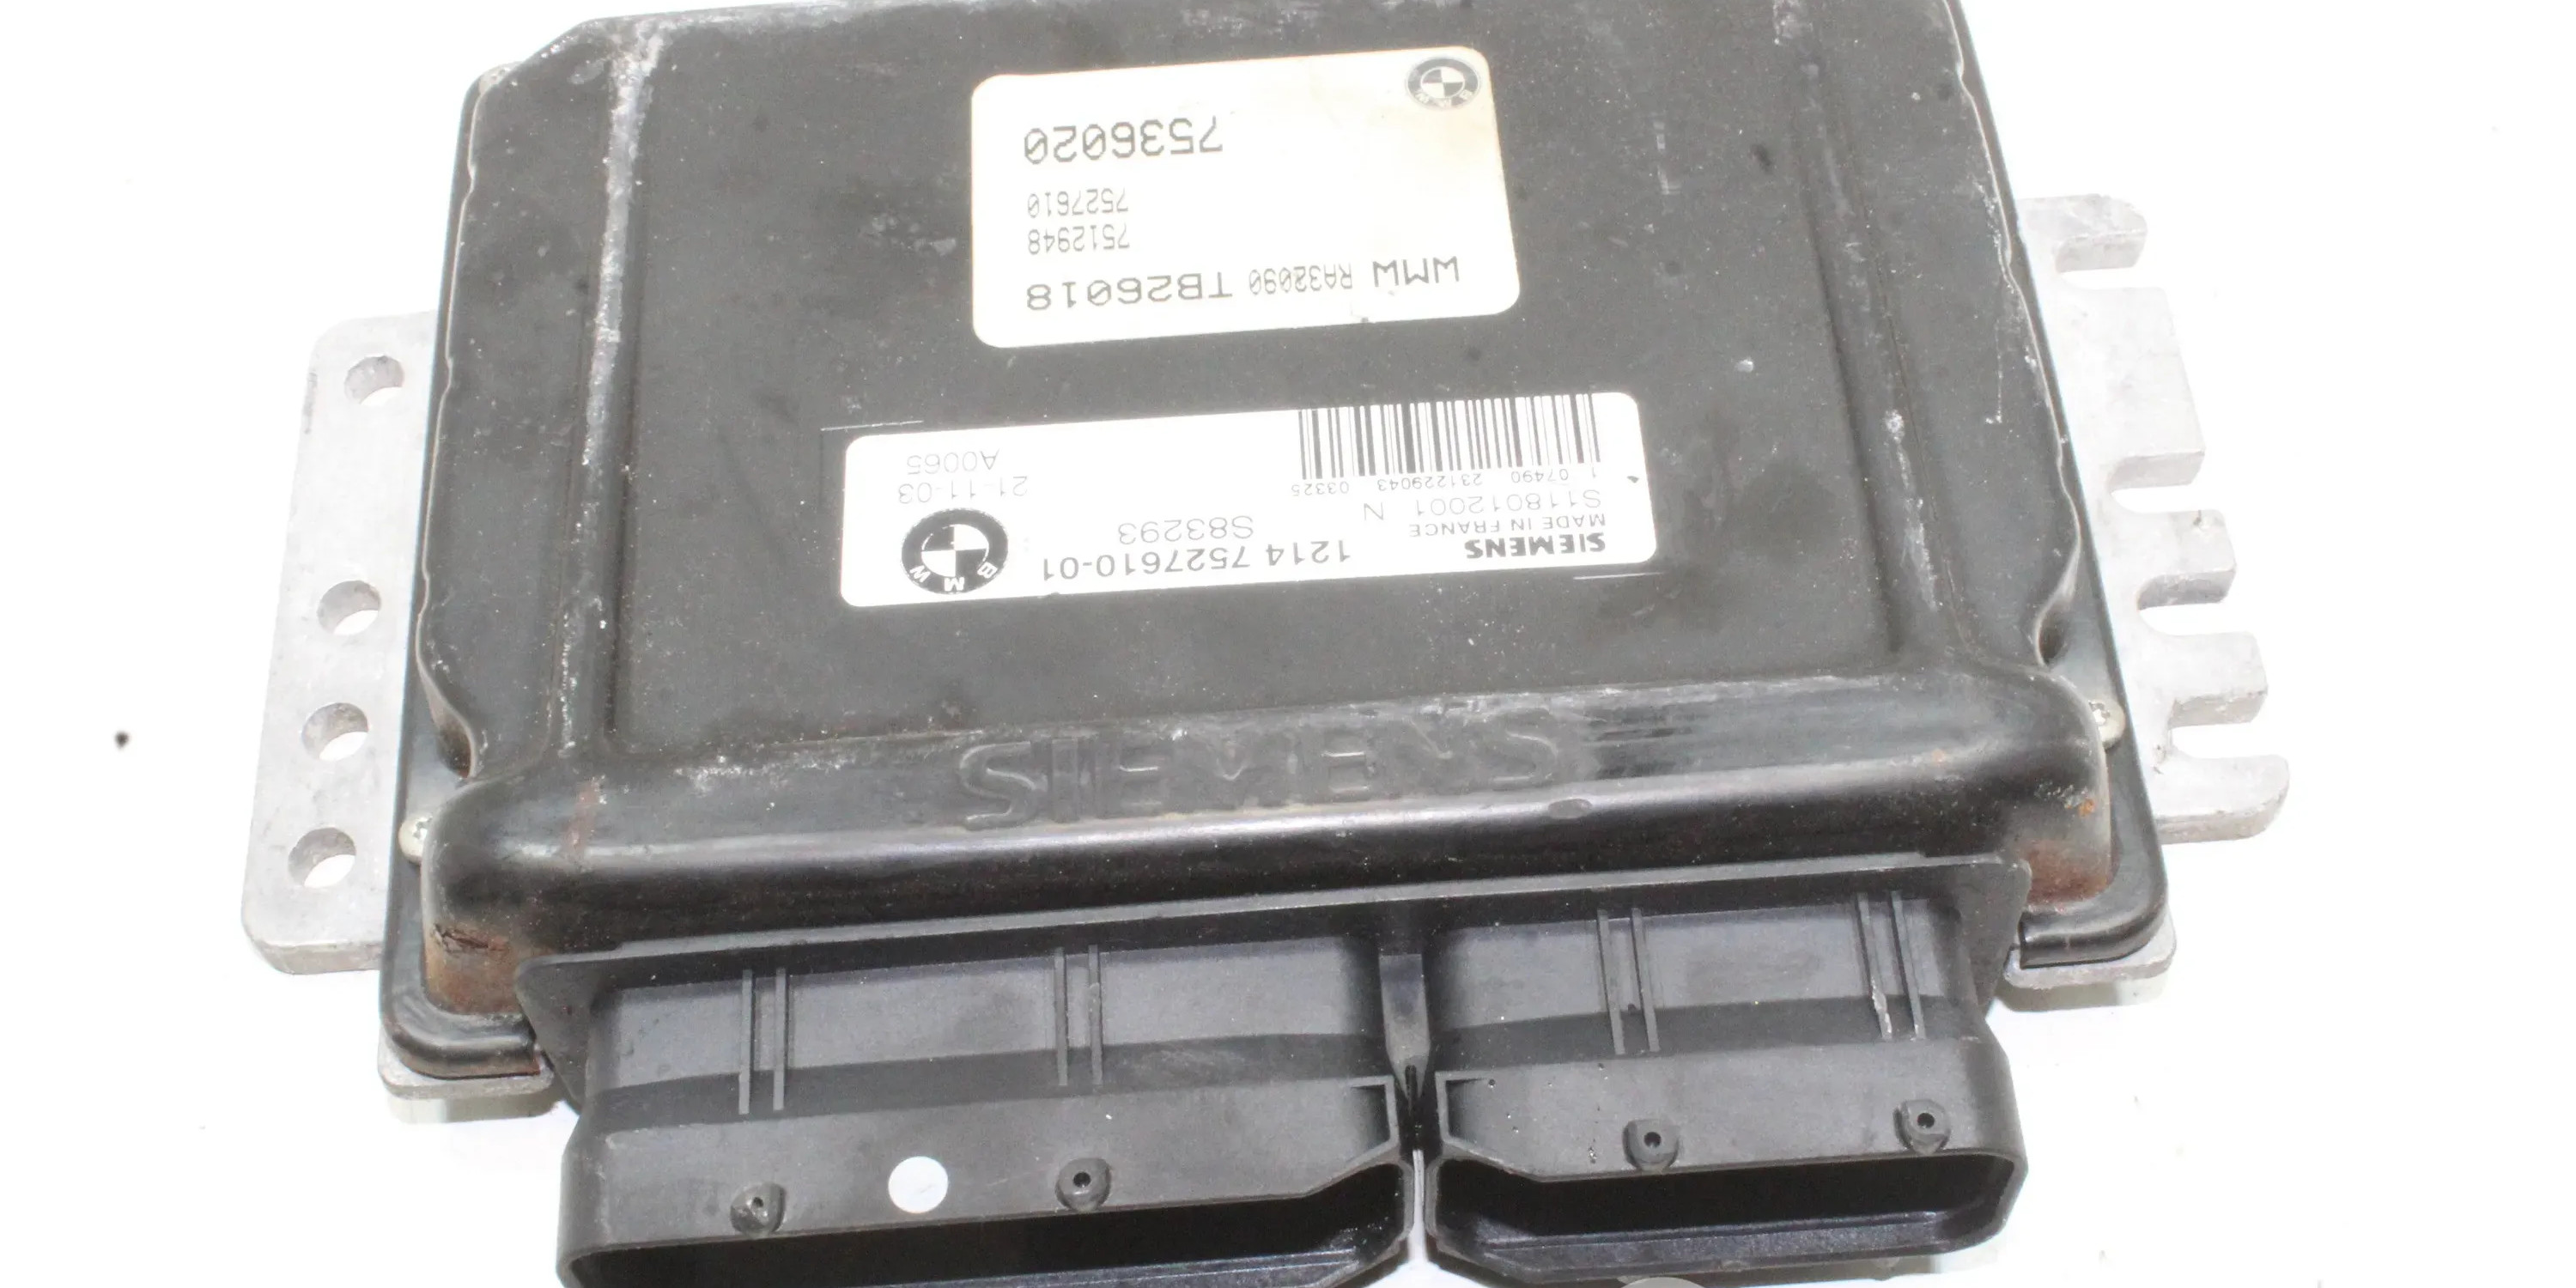 SIEMENS
SIEMENS
MADE IN FRANCE
S118012001 N
1 07490 231229043 03325
1214 7527610-01
S83293
BMW
21-11-03
A0065
WMW RA32090 TB26018
7512948
7527610
7536020
BMW